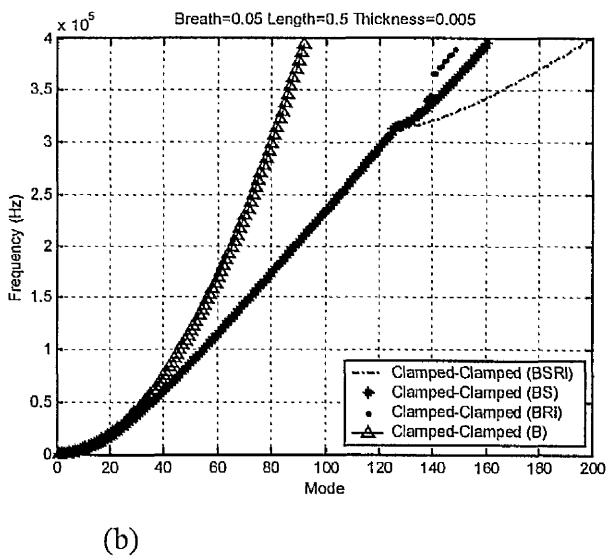 Breath=0.05 Length=0.5 Thickness=0.005
x 10^5
4
3.5
3
2.5
2
1.5
1
0.5
0
Frequency (Hz)
0 20 40 60 80 100 120 140 160 180 200
Mode
Clamped-Clamped (BSRI)
Clamped-Clamped (BS)
Clamped-Clamped (BRI)
Clamped-Clamped (B)
(b)